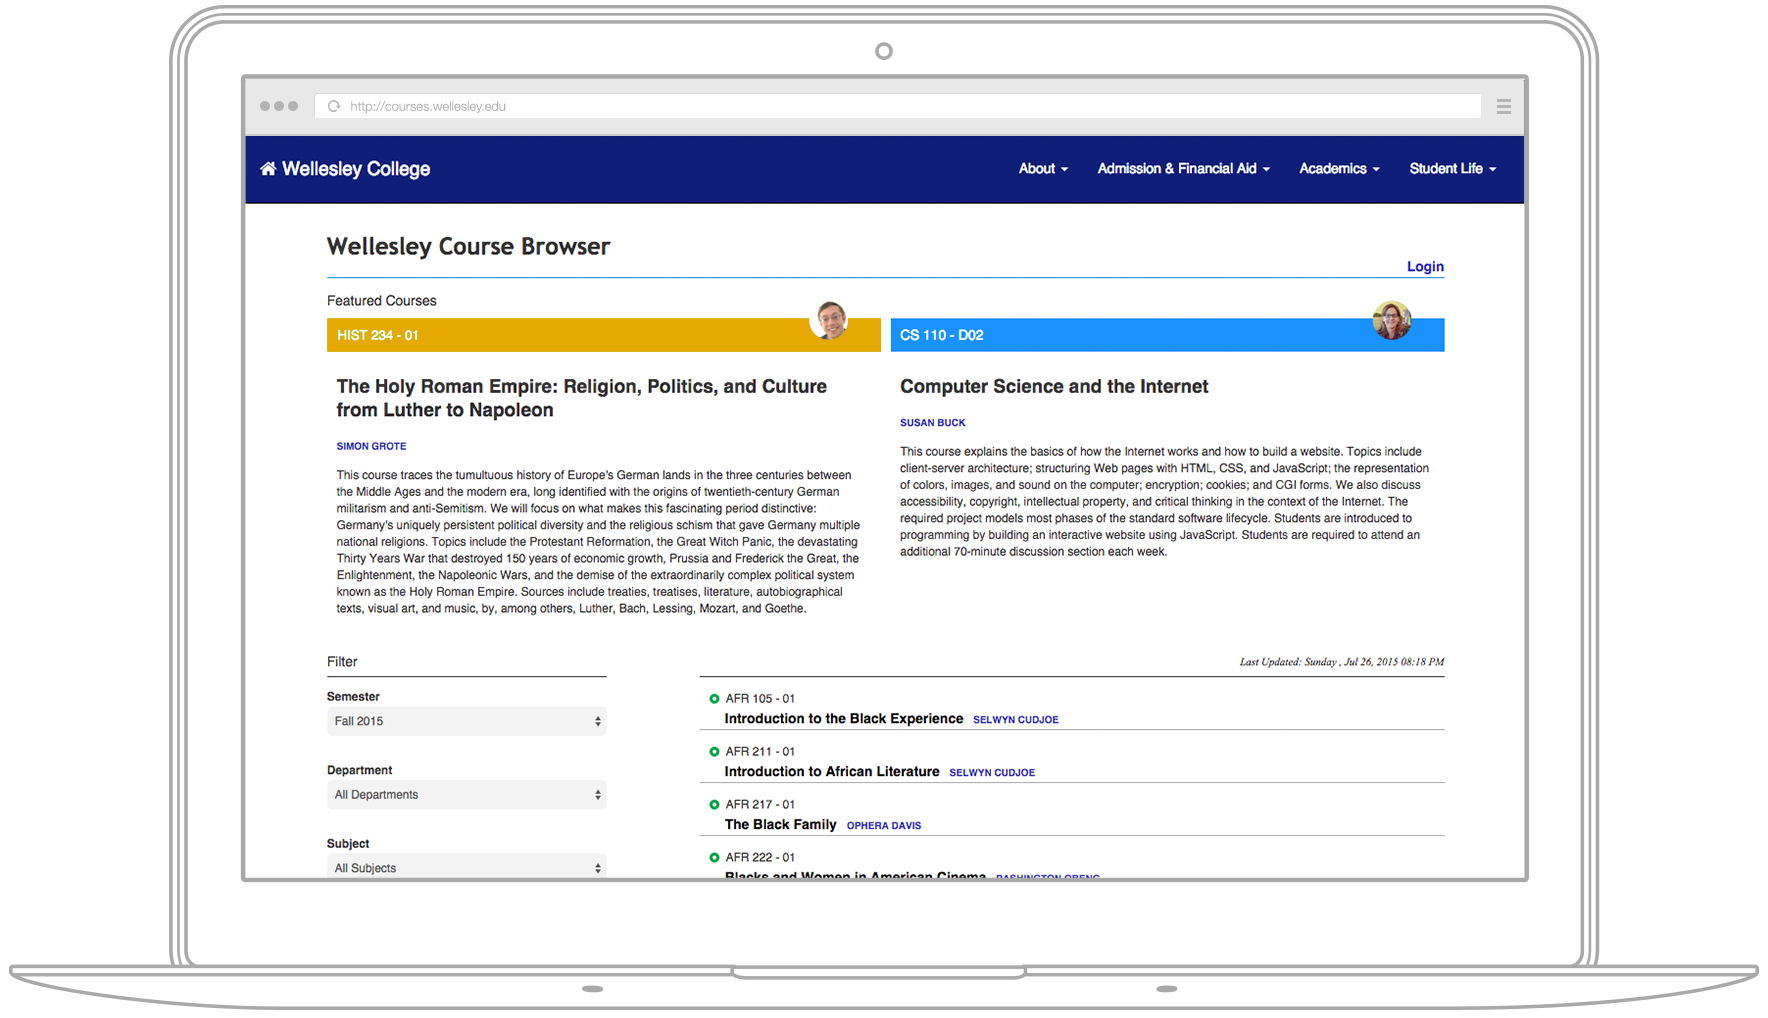 http://courses.wellesley.edu
Wellesley College
About
Admission & Financial Aid
Academics
Student Life
Wellesley Course Browser
Login
Featured Courses
HIST 234 - 01
The Holy Roman Empire: Religion, Politics, and Culture
from Luther to Napoleon
SIMON GROTE
This course traces the tumultuous history of Europe's German lands in the three centuries between
the Middle Ages and the modern era, long identified with the origins of twentieth-century German
militarism and anti-Semitism. We will focus on what makes this fascinating period distinctive:
Germany's uniquely persistent political diversity and the religious schism that gave Germany multiple
national religions. Topics include the Protestant Reformation, the Great Witch Panic, the devastating
Thirty Years War that destroyed 150 years of economic growth, Prussia and Frederick the Great, the
Enlightenment, the Napoleonic Wars, and the demise of the extraordinarily complex political system
known as the Holy Roman Empire. Sources include treaties, treatises, literature, autobiographical
texts, visual art, and music, by, among others, Luther, Bach, Lessing, Mozart, and Goethe.
CS 110 - D02
Computer Science and the Internet
SUSAN BUCK
This course explains the basics of how the Internet works and how to build a website. Topics include
client-server architecture; structuring Web pages with HTML, CSS, and JavaScript; the representation
of colors, images, and sound on the computer; encryption; cookies; and CGI forms. We also discuss
accessibility, copyright, intellectual property, and critical thinking in the context of the Internet. The
required project models most phases of the standard software lifecycle. Students are introduced to
programming by building an interactive website using JavaScript. Students are required to attend an
additional 70-minute discussion section each week.
Filter
Semester
Fall 2015
Department
All Departments
Subject
All Subjects
Last Updated: Sunday , Jul 26, 2015 08:18 PM
AFR 105 - 01
Introduction to the Black Experience SELWYN CUDJOE
AFR 211 - 01
Introduction to African Literature SELWYN CUDJOE
AFR 217 - 01
The Black Family OPHERA DAVIS
AFR 222 - 01
Blacks and Women in American Cinema